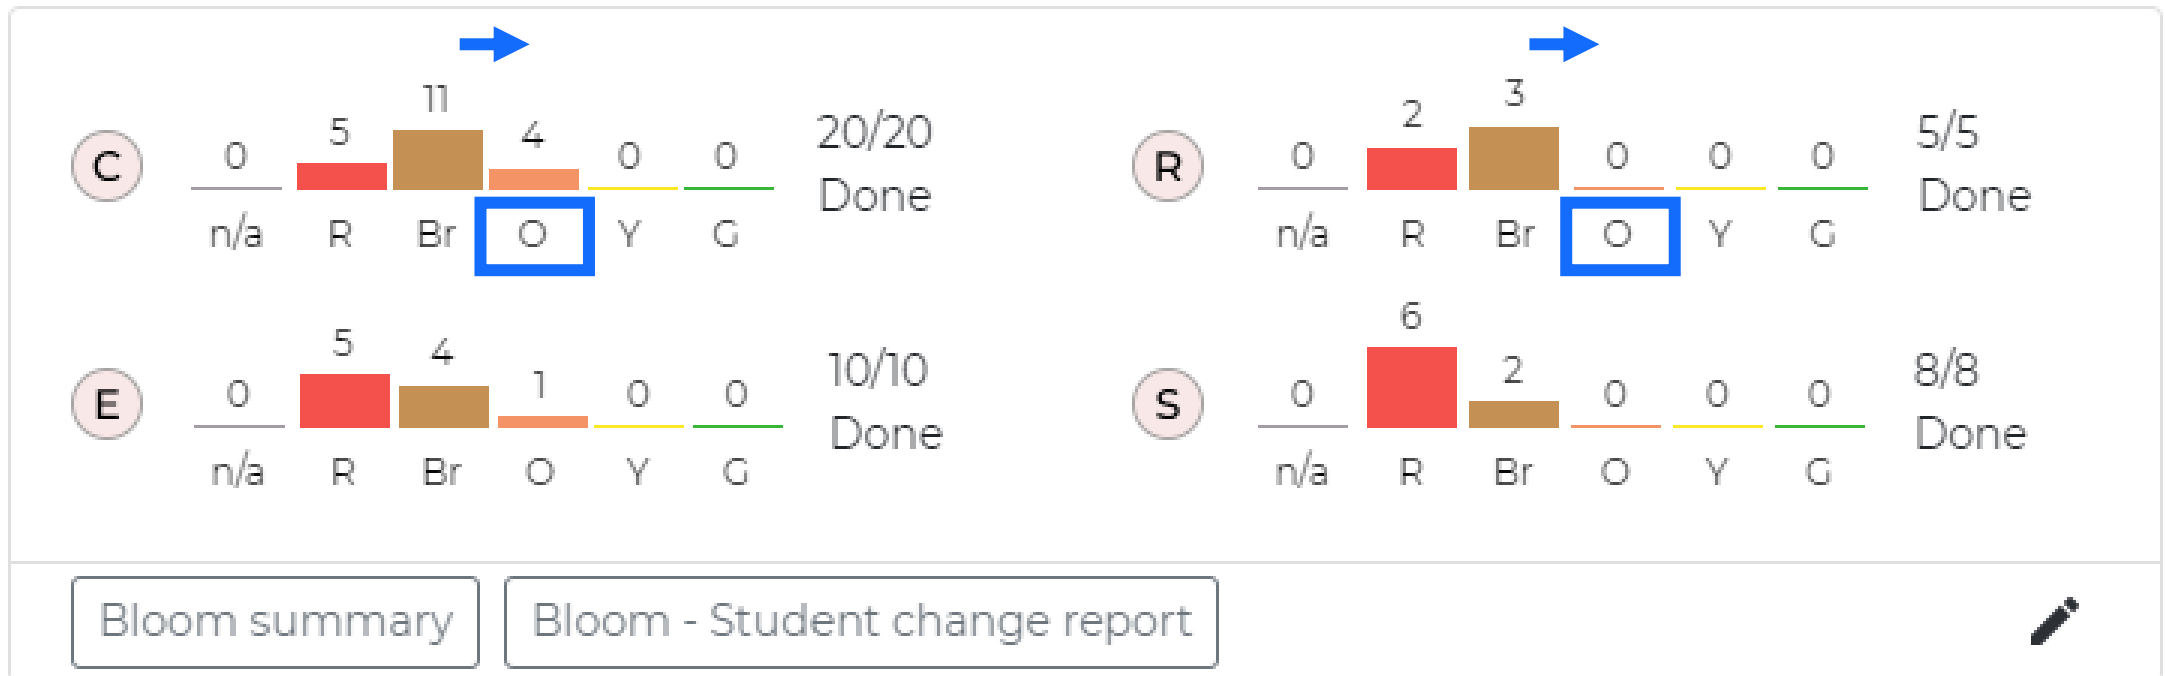 C
0 5 11 4 0 0
n/a R Br O Y G
20/20
Done
R
0 2 3 0 0 0
n/a R Br O Y G
5/5
Done
E
0 5 4 1 0 0
n/a R Br O Y G
10/10
Done
S
0 6 2 0 0 0
n/a R Br O Y G
8/8
Done
Bloom summary
Bloom - Student change report